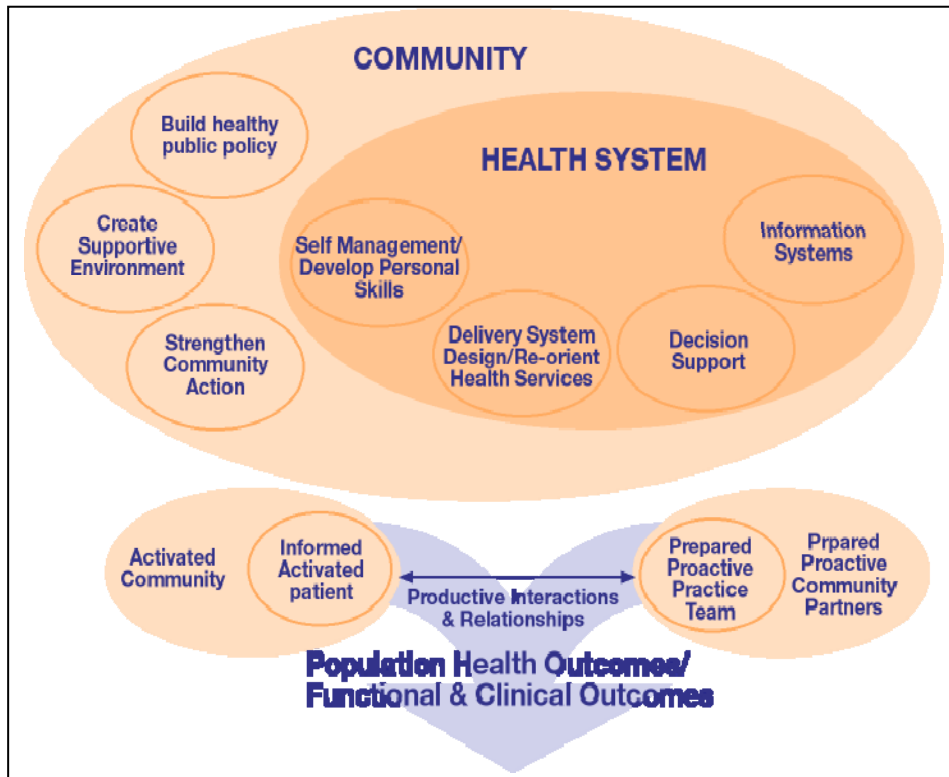 COMMUNITY
Build healthy
public policy
HEALTH SYSTEM
Create
Supportive
Environment
Self Management/
Develop Personal
Skills
Information
Systems
Strengthen
Community
Action
Delivery System
Design/Re-orient
Health Services
Decision
Support
Activated
Community
Informed
Activated
patient
Productive Interactions
& Relationships
Prepared
Proactive
Practice
Team
Prpared
Proactive
Community
Partners
Population Health Outcomes/
Functional & Clinical Outcomes